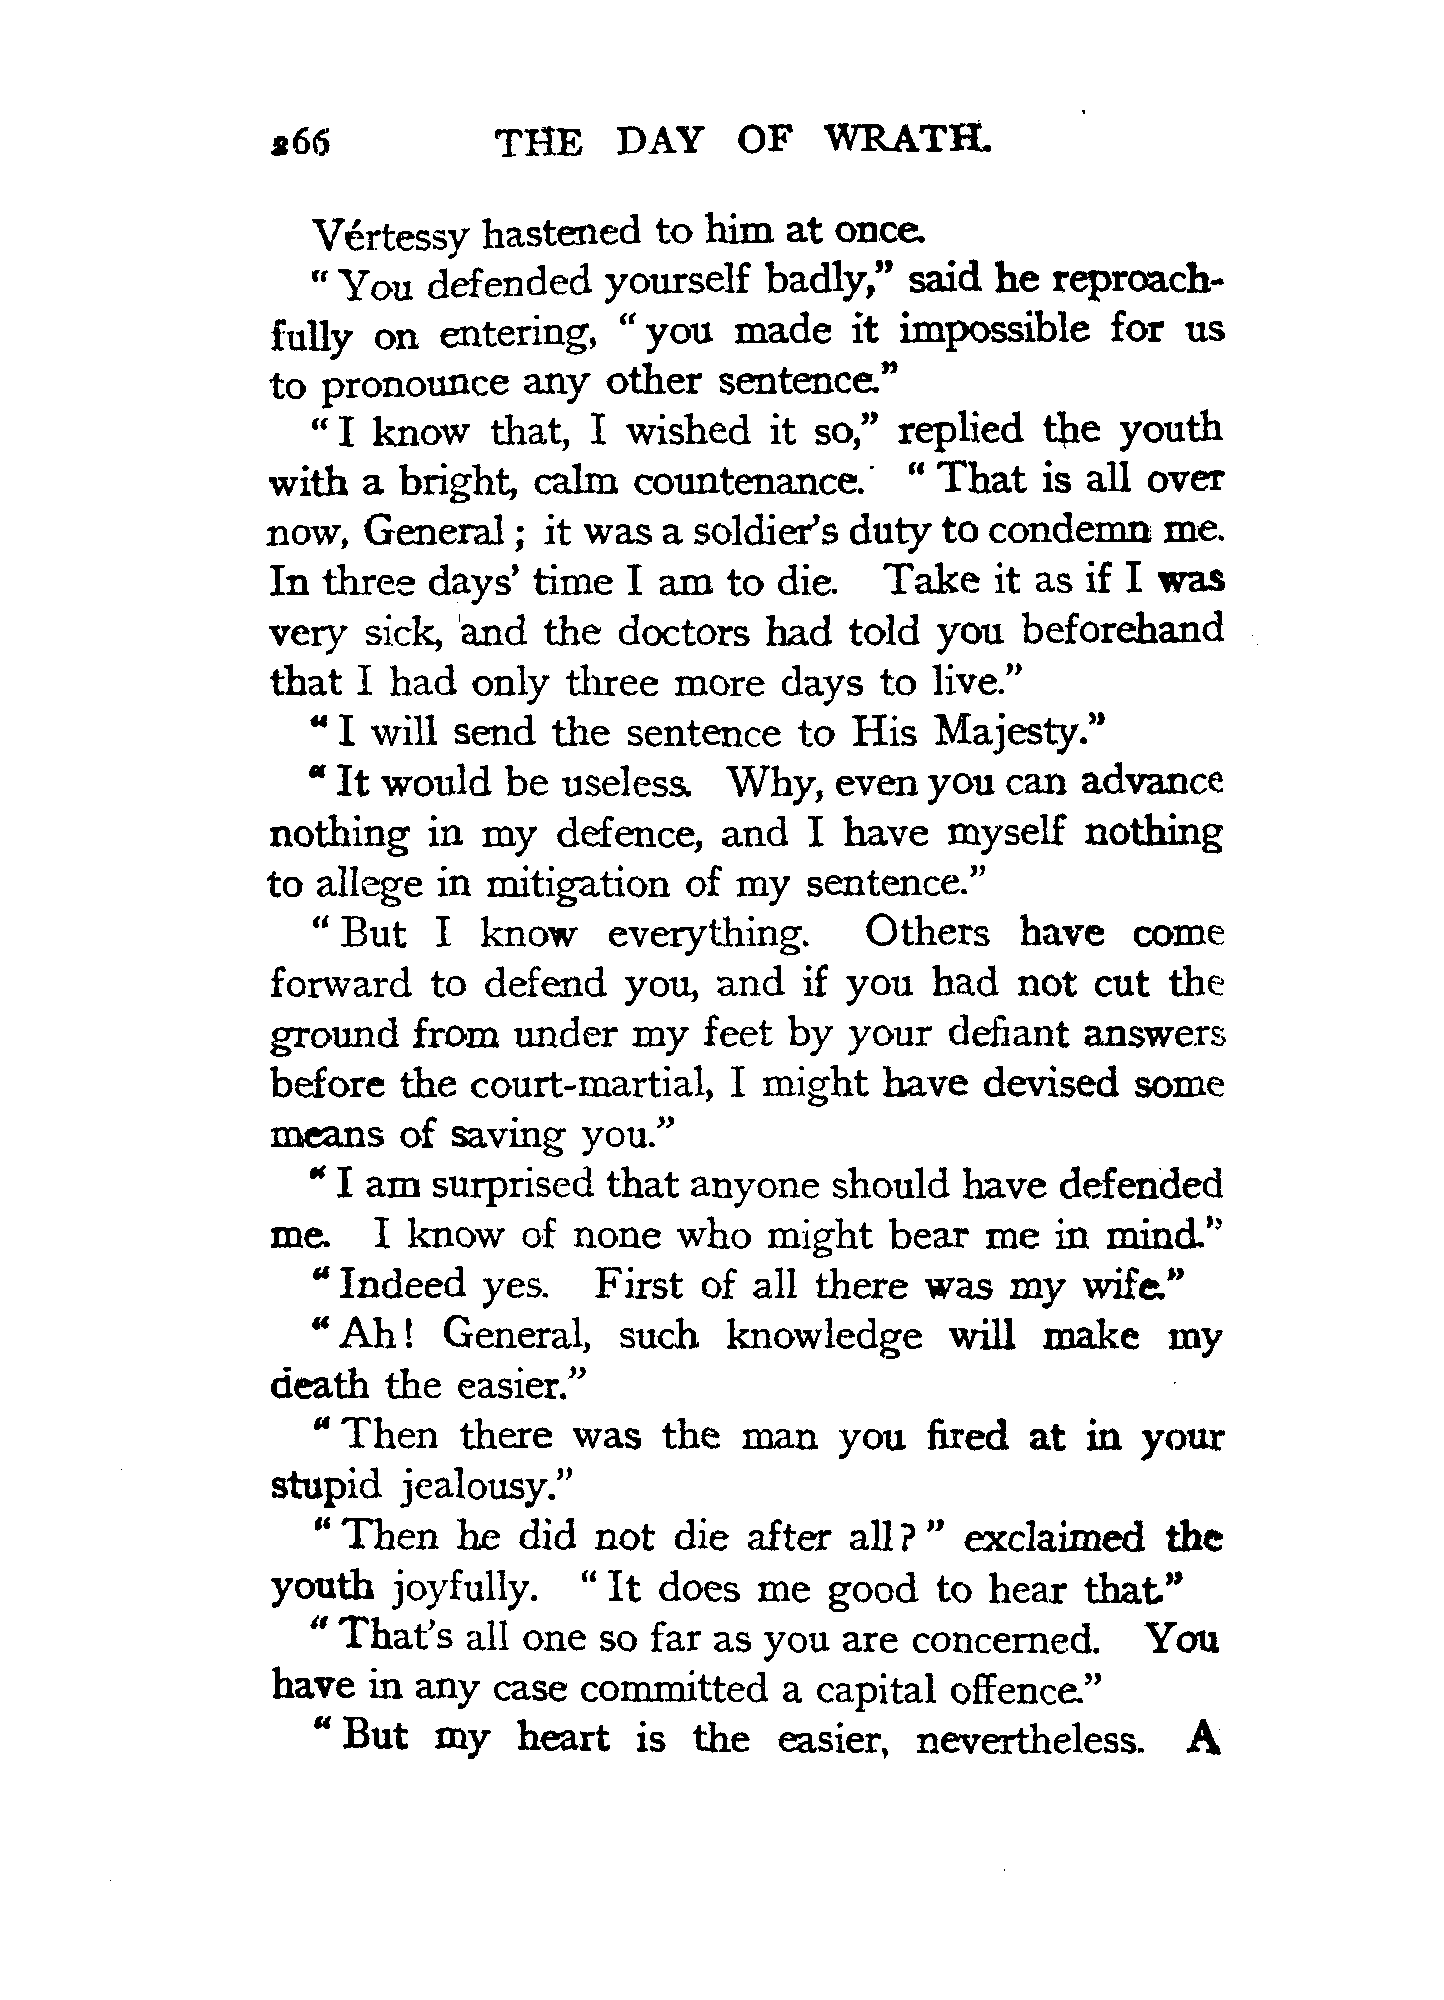 266 THE DAY OF WRATH.
Vértessy hastened to him at once.
“ You defended yourself badly,” said he reproach-
fully on entering, “ you made it impossible for us
to pronounce any other sentence.”
“ I know that, I wished it so,” replied the youth
with a bright, calm countenance. “ That is all over
now, General ; it was a soldier’s duty to condemn me.
In three days’ time I am to die. Take it as if I was
very sick, and the doctors had told you beforehand
that I had only three more days to live.”
“ I will send the sentence to His Majesty.”
“ It would be useless. Why, even you can advance
nothing in my defence, and I have myself nothing
to allege in mitigation of my sentence.”
“ But I know everything. Others have come
forward to defend you, and if you had not cut the
ground from under my feet by your defiant answers
before the court-martial, I might have devised some
means of saving you.”
“ I am surprised that anyone should have defended
me. I know of none who might bear me in mind.”
“ Indeed yes. First of all there was my wife.”
“ Ah ! General, such knowledge will make my
death the easier.”
“ Then there was the man you fired at in your
stupid jealousy.”
“ Then he did not die after all ? ” exclaimed the
youth joyfully. “ It does me good to hear that.”
“ That’s all one so far as you are concerned. You
have in any case committed a capital offence.”
“ But my heart is the easier, nevertheless. A